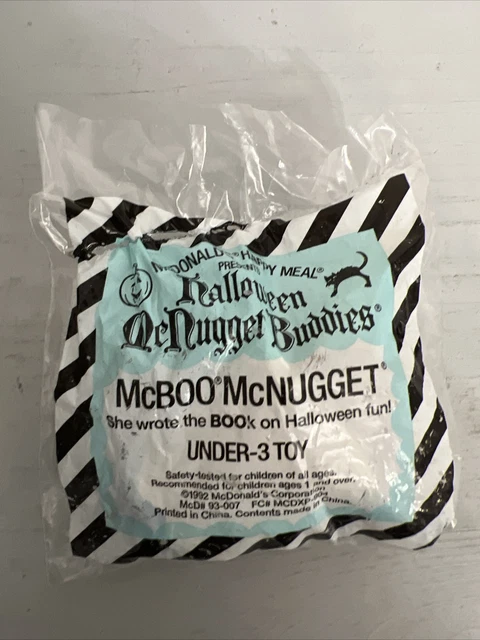 McDONALD'S HAPPY MEAL®
PRESENTS
Halloween
McNugget Buddies®
McBOO® McNUGGET®
She wrote the BOOk on Halloween fun!
UNDER-3 TOY
Safety-tested for children of all ages.
Recommended for children ages 1 and over.
©1992 McDonald's Corporation
McD# 93-007 FC#
Printed in China. Contents made in China.